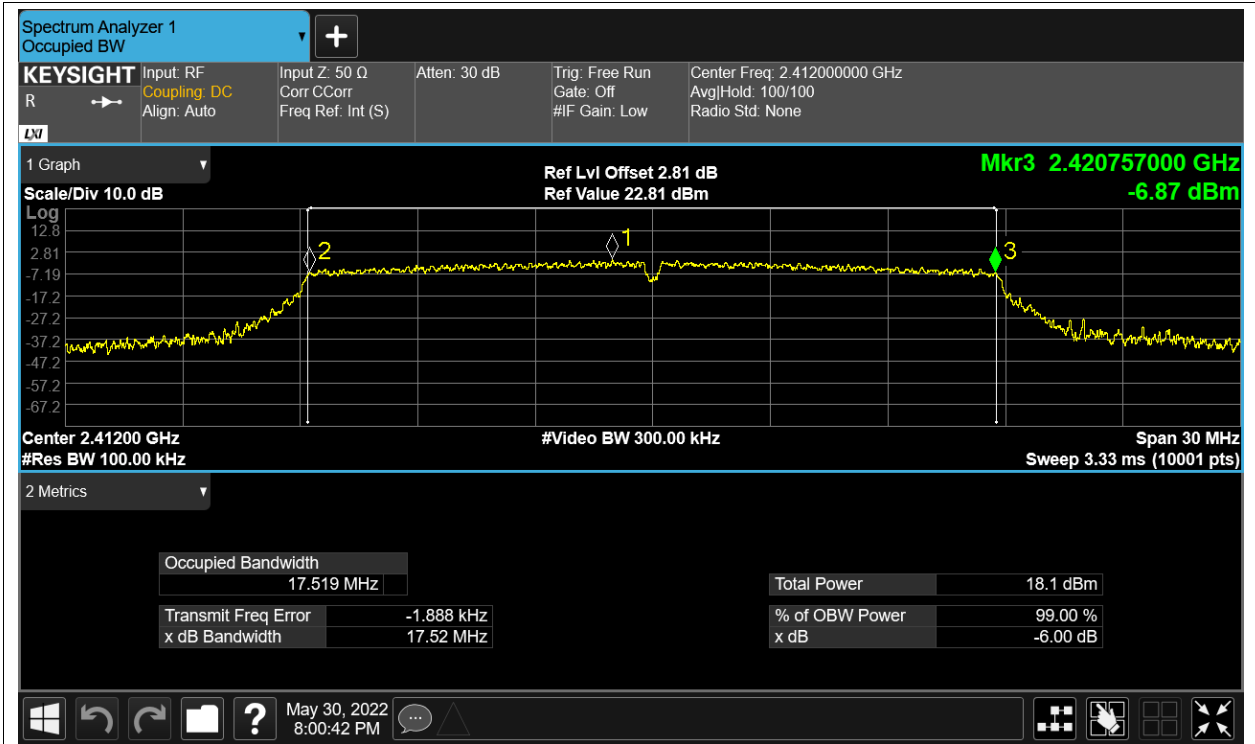 Spectrum Analyzer 1
Occupied BW
KEYSIGHT
R
LXI
Input: RF
Coupling: DC
Align: Auto
Input Z: 50 Ω
Corr CCorr
Freq Ref: Int (S)
Atten: 30 dB
Trig: Free Run
Gate: Off
#IF Gain: Low
Center Freq: 2.412000000 GHz
Avg|Hold: 100/100
Radio Std: None
1 Graph
Scale/Div 10.0 dB
Ref Lvl Offset 2.81 dB
Ref Value 22.81 dBm
Mkr3 2.420757000 GHz
-6.87 dBm
Log
12.8
2.81
-7.19
-17.2
-27.2
-37.2
-47.2
-57.2
-67.2
2
1
3
Center 2.41200 GHz
#Res BW 100.00 kHz
#Video BW 300.00 kHz
Span 30 MHz
Sweep 3.33 ms (10001 pts)
2 Metrics
Occupied Bandwidth
17.519 MHz
Transmit Freq Error -1.888 kHz
x dB Bandwidth 17.52 MHz
Total Power 18.1 dBm
% of OBW Power 99.00 %
x dB -6.00 dB
?
May 30, 2022
8:00:42 PM